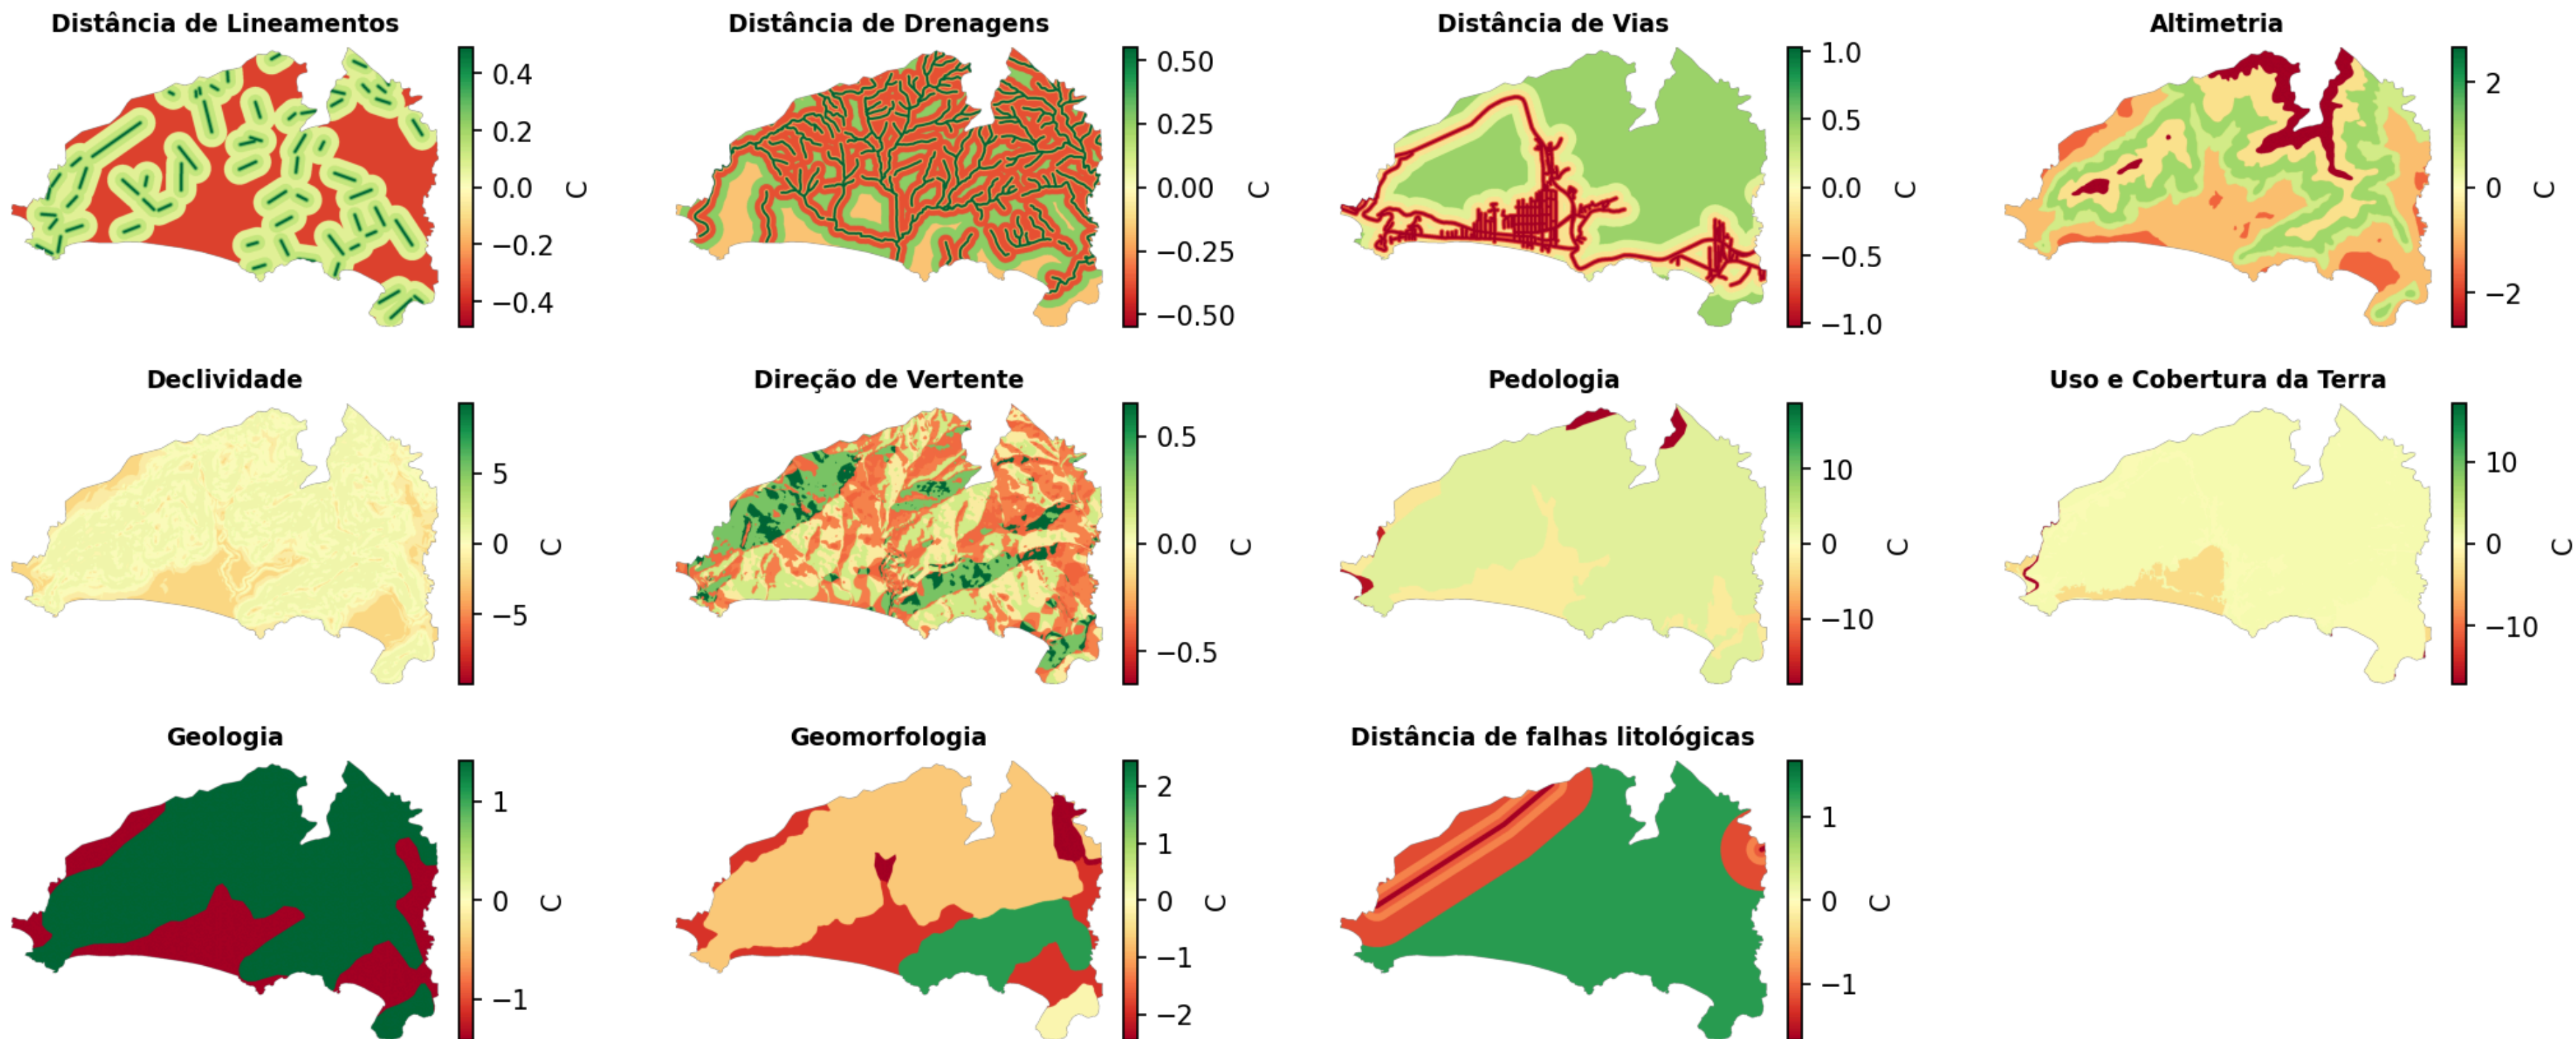 Distância de Lineamentos
0.4
0.2
0.0
−0.2
−0.4
C
Distância de Drenagens
0.50
0.25
0.00
−0.25
−0.50
C
Distância de Vias
1.0
0.5
0.0
−0.5
−1.0
C
Altimetria
2
0
−2
C
Declividade
5
0
−5
C
Direção de Vertente
0.5
0.0
−0.5
C
Pedologia
10
0
−10
C
Uso e Cobertura da Terra
10
0
−10
C
Geologia
1
0
−1
C
Geomorfologia
2
1
0
−1
−2
C
Distância de falhas litológicas
1
0
−1
C